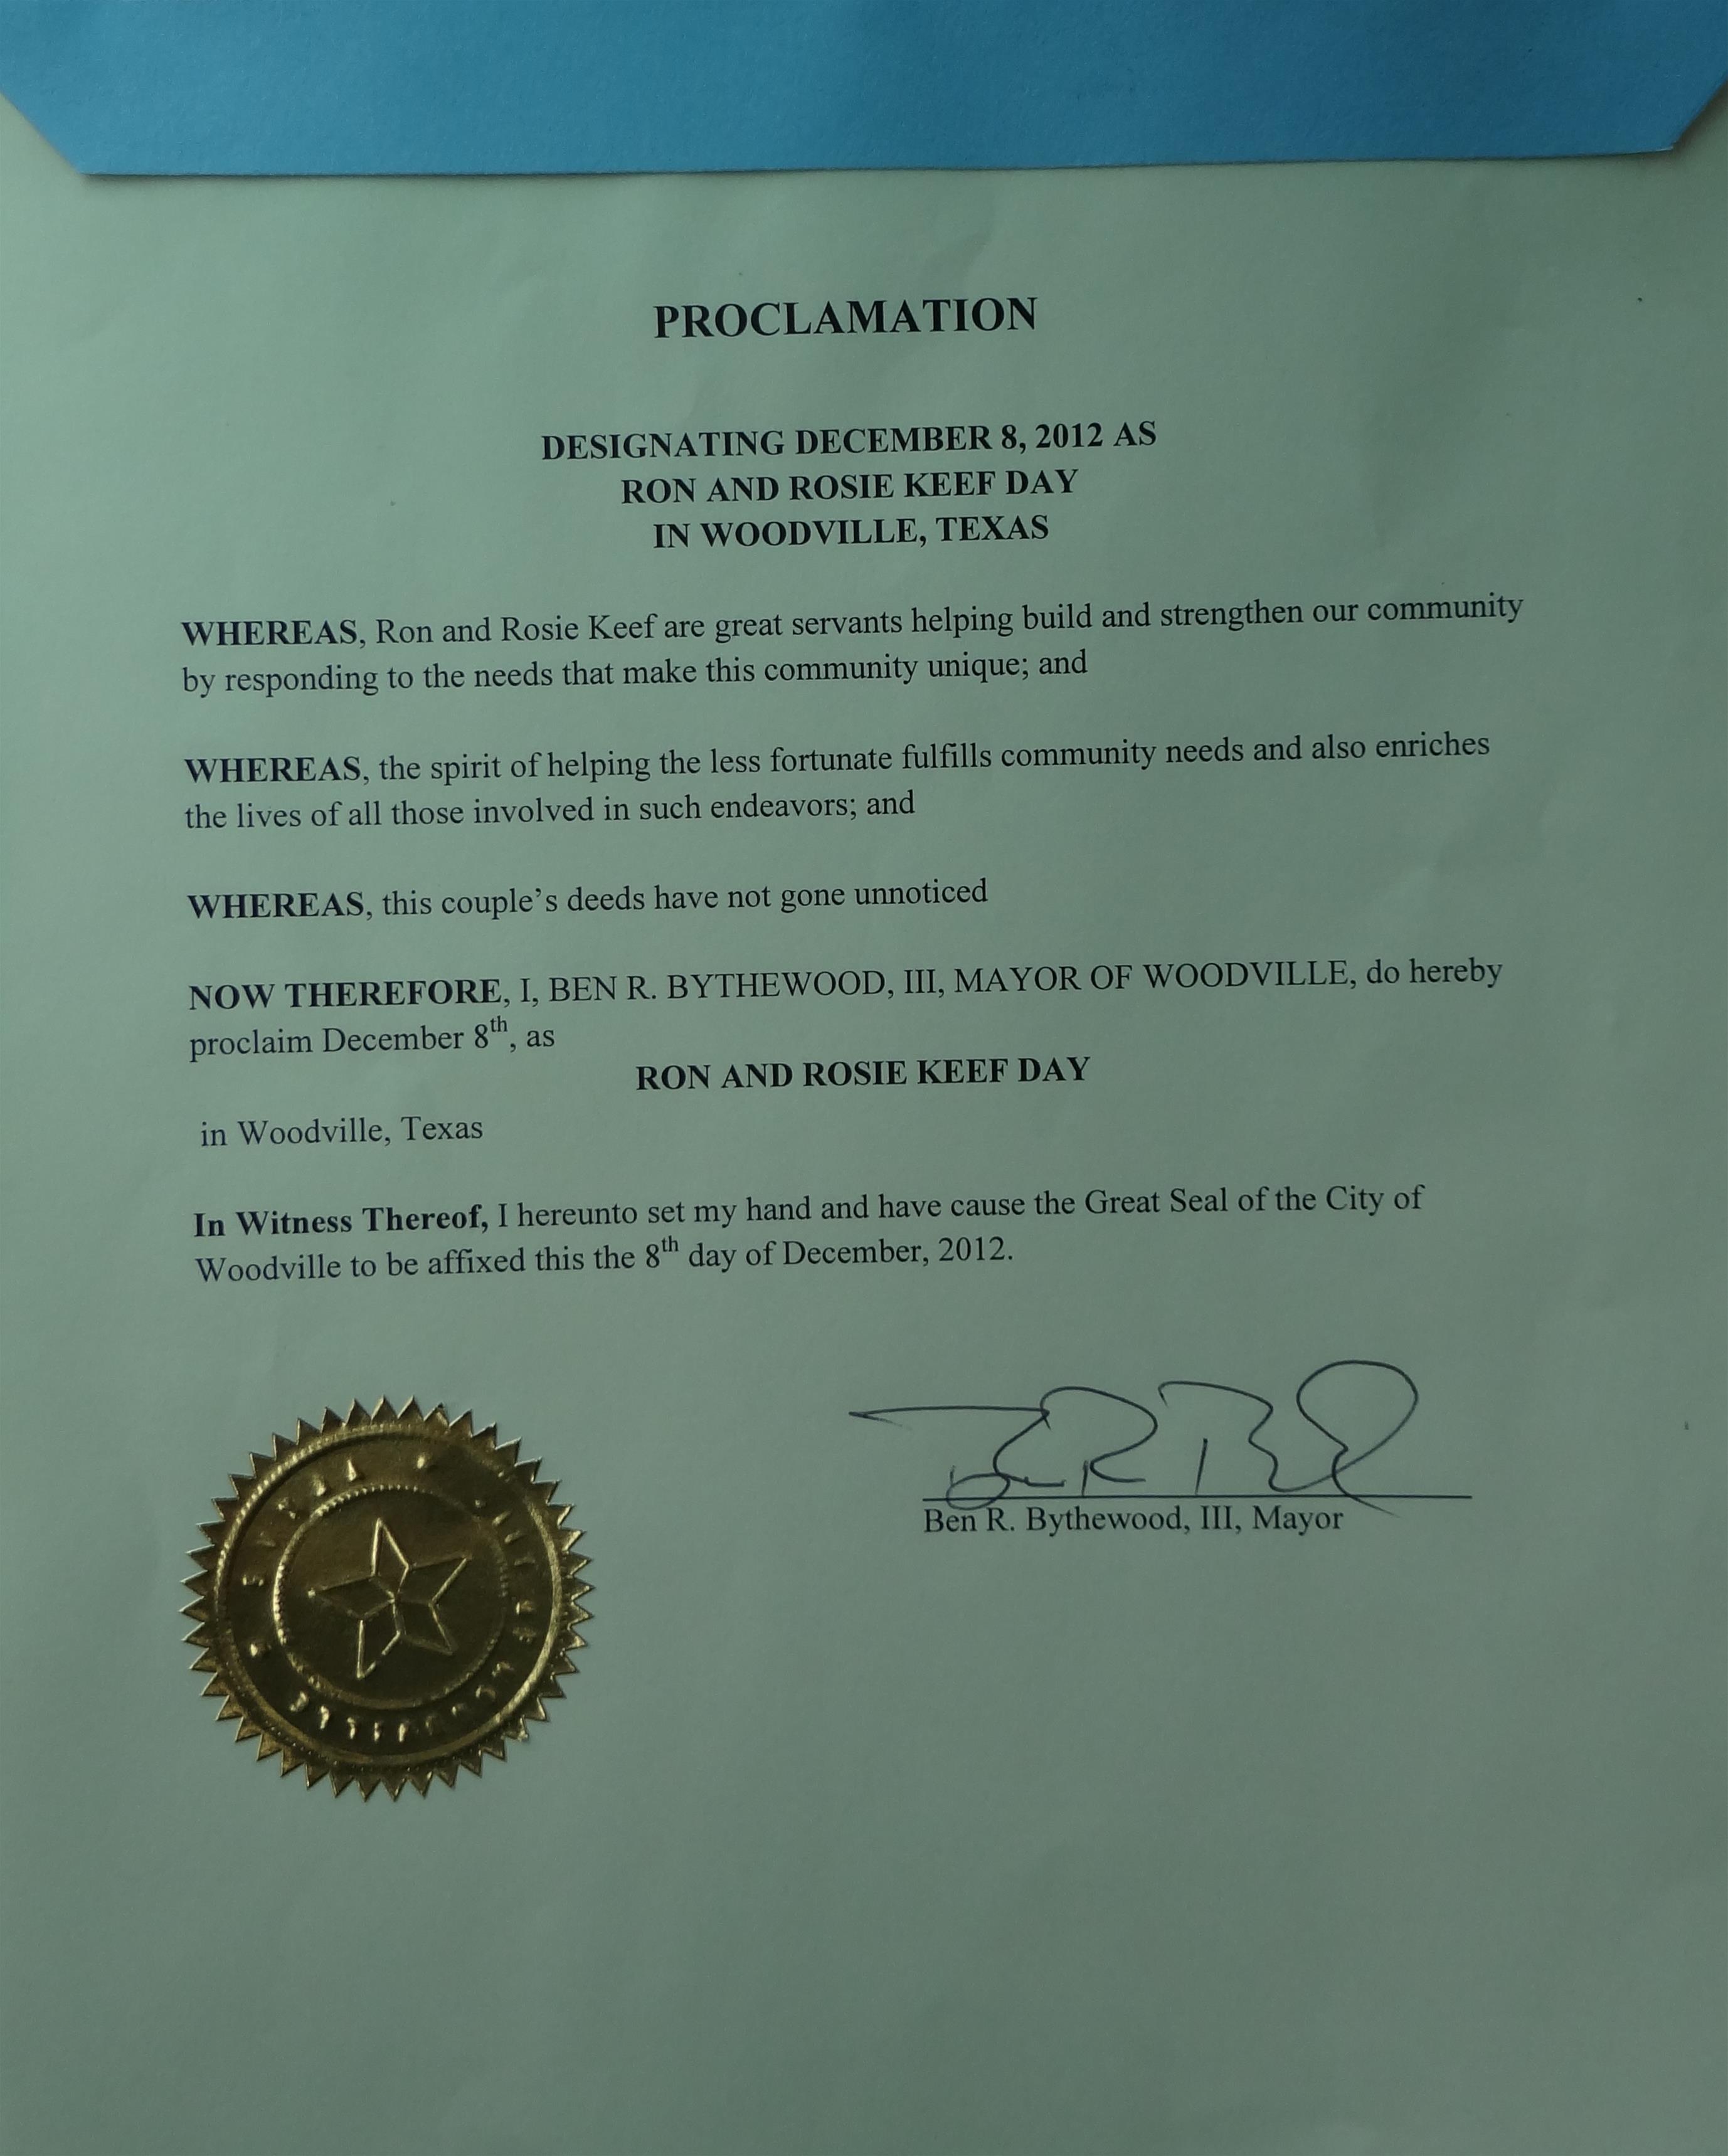 PROCLAMATION
DESIGNATING DECEMBER 8, 2012 AS
RON AND ROSIE KEEF DAY
IN WOODVILLE, TEXAS
WHEREAS, Ron and Rosie Keef are great servants helping build and strengthen our community
by responding to the needs that make this community unique; and
WHEREAS, the spirit of helping the less fortunate fulfills community needs and also enriches
the lives of all those involved in such endeavors; and
WHEREAS, this couple’s deeds have not gone unnoticed
NOW THEREFORE, I, BEN R. BYTHEWOOD, III, MAYOR OF WOODVILLE, do hereby
proclaim December 8th, as
RON AND ROSIE KEEF DAY
in Woodville, Texas
In Witness Thereof, I hereunto set my hand and have cause the Great Seal of the City of
Woodville to be affixed this the 8th day of December, 2012.
Ben R. Bythewood, III, Mayor